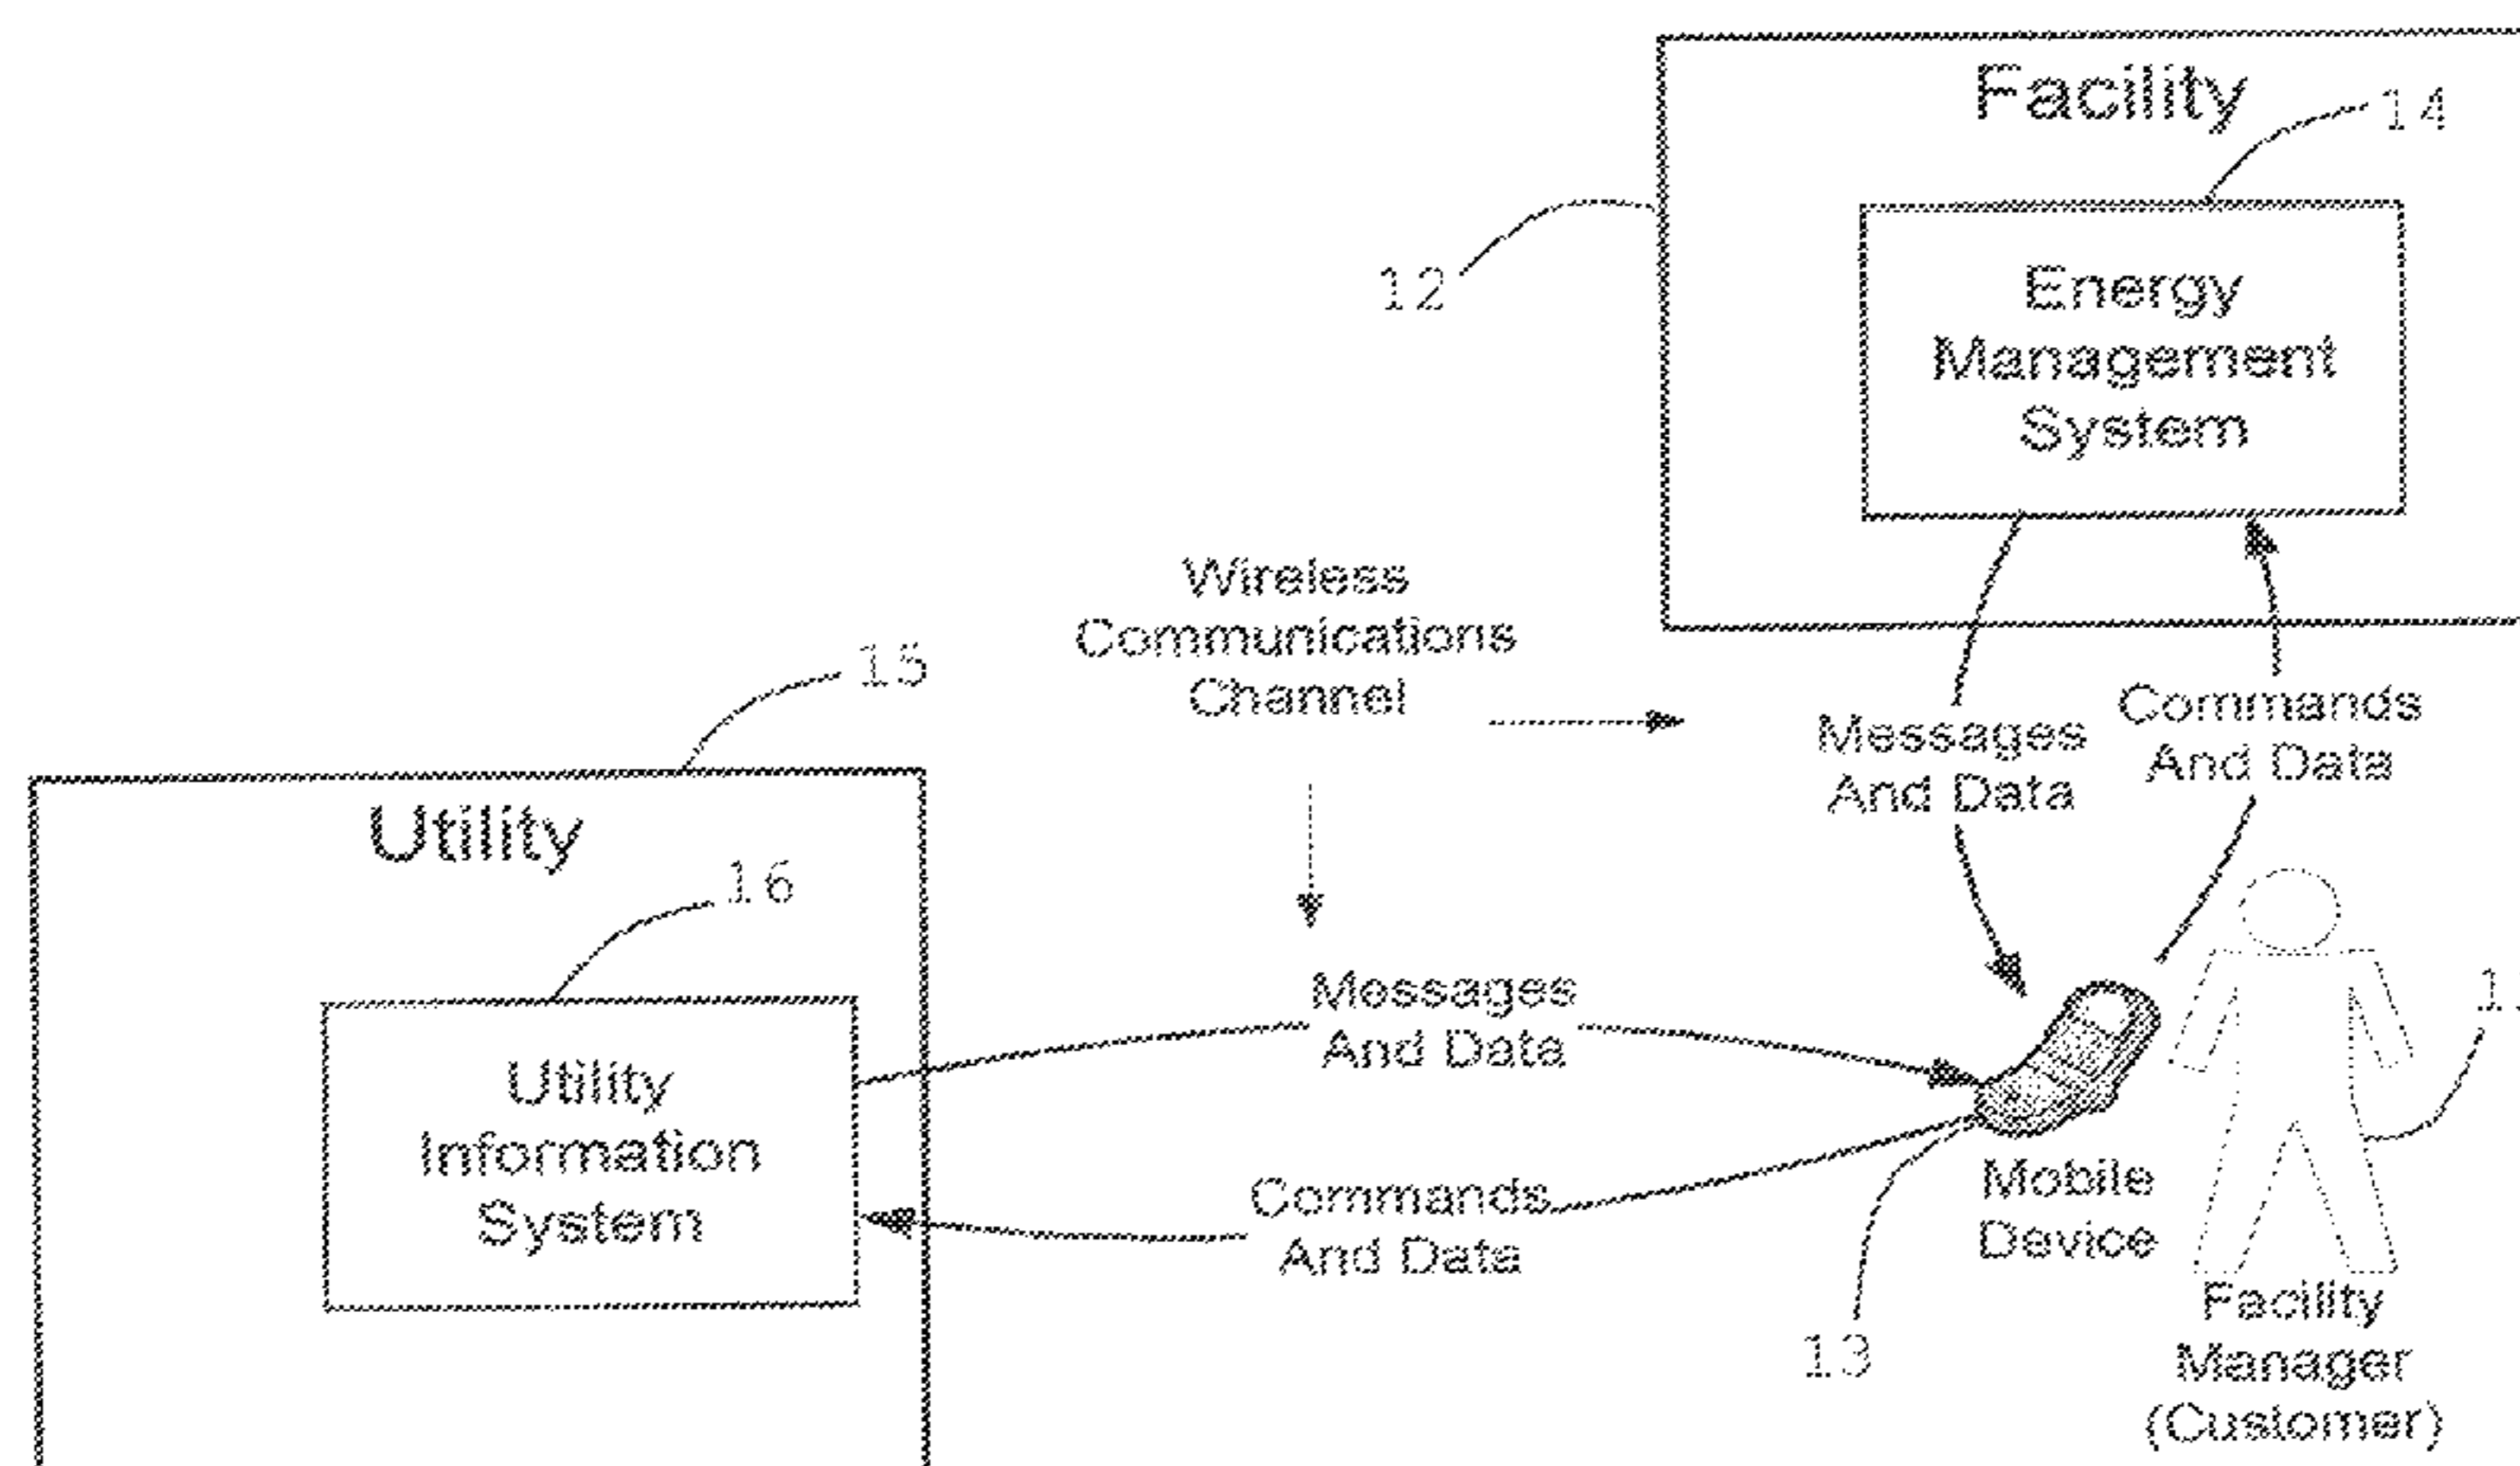 Facility
14
12
Energy
Management
System
Wireless
Communications
Channel
15
Messages
And Data
Commands
And Data
Utility
16
Messages
And Data
Utility
Information
System
Commands
And Data
Mobile
Device
13
Facility
Manager
(Customer)